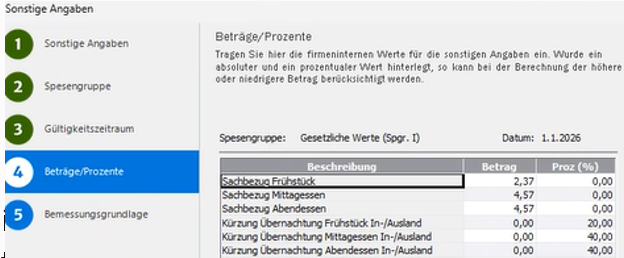 Sonstige Angaben
1 Sonstige Angaben
2 Spesengruppe
3 Gültigkeitszeitraum
4 Beträge/Prozente
5 Bemessungsgrundlage
Beträge/Prozente
Tragen Sie hier die firmeninternen Werte für die sonstigen Angaben ein. Wurde ein
absoluter und ein prozentualer Wert hinterlegt, so kann bei der Berechnung der höhere
oder niedrigere Betrag berücksichtigt werden.
Spesengruppe: Gesetzliche Werte (Spgr. I) Datum: 1.1.2026
Beschreibung Betrag Proz (%)
Sachbezug Frühstück 2,37 0,00
Sachbezug Mittagessen 4,57 0,00
Sachbezug Abendessen 4,57 0,00
Kürzung Übernachtung Frühstück In-/Ausland 0,00 20,00
Kürzung Übernachtung Mittagessen In-/Ausland 0,00 40,00
Kürzung Übernachtung Abendessen In-/Ausland 0,00 40,00